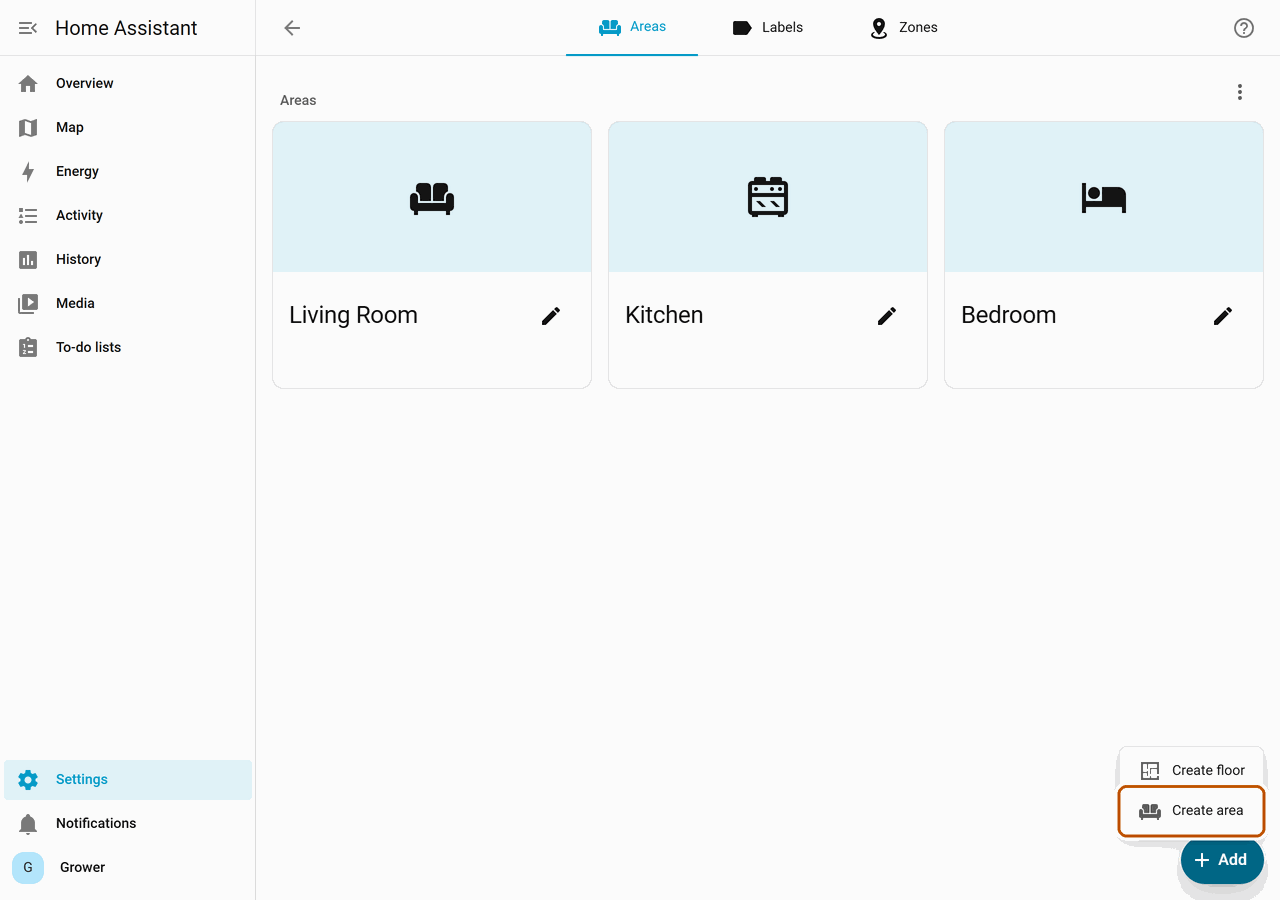 Home Assistant
Areas
Labels
Zones
Overview
Map
Energy
Activity
History
Media
To-do lists
Areas
Living Room
Kitchen
Bedroom
Create floor
Create area
Add
Settings
Notifications
G
Grower